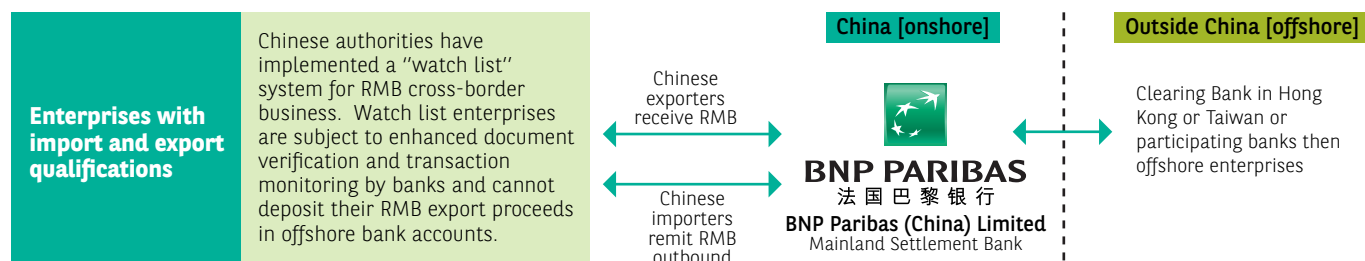 Enterprises with
import and export
qualifications
Chinese authorities have
implemented a "watch list"
system for RMB cross-border
business. Watch list enterprises
are subject to enhanced document
verification and transaction
monitoring by banks and cannot
deposit their RMB export proceeds
in offshore bank accounts.
Chinese
exporters
receive RMB
Chinese
importers
remit RMB
outbound
China [onshore]
BNP PARIBAS
法国巴黎银行
BNP Paribas (China) Limited
Mainland Settlement Bank
Outside China [offshore]
Clearing Bank in Hong
Kong or Taiwan or
participating banks then
offshore enterprises